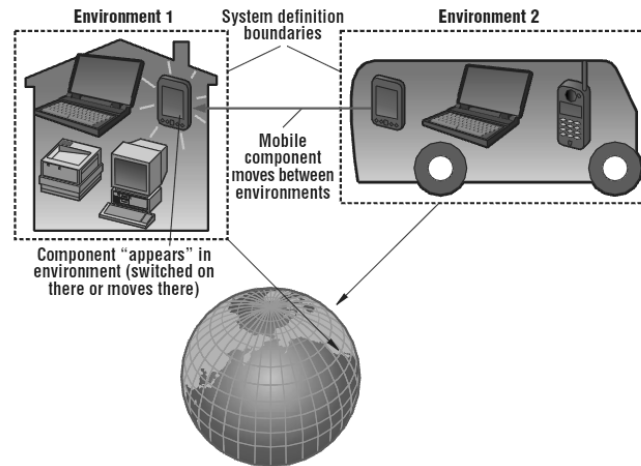 Environment 1
System definition
boundaries
Environment 2
Mobile
component
moves between
environments
Component “appears” in
environment (switched on
there or moves there)